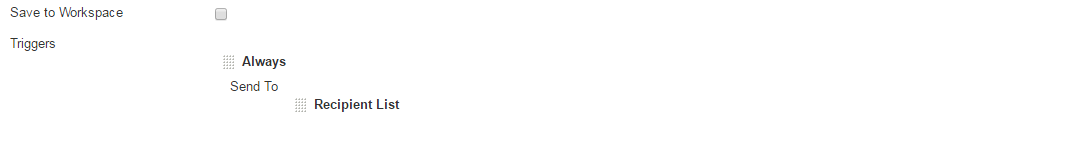 Save to Workspace
Triggers
Always
Send To
Recipient List